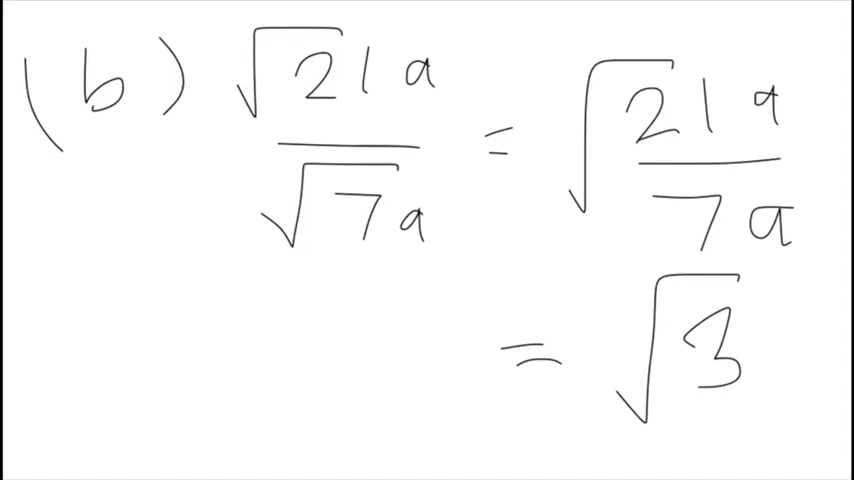 (b) √21a / √7a = √(21a / 7a)
= √3